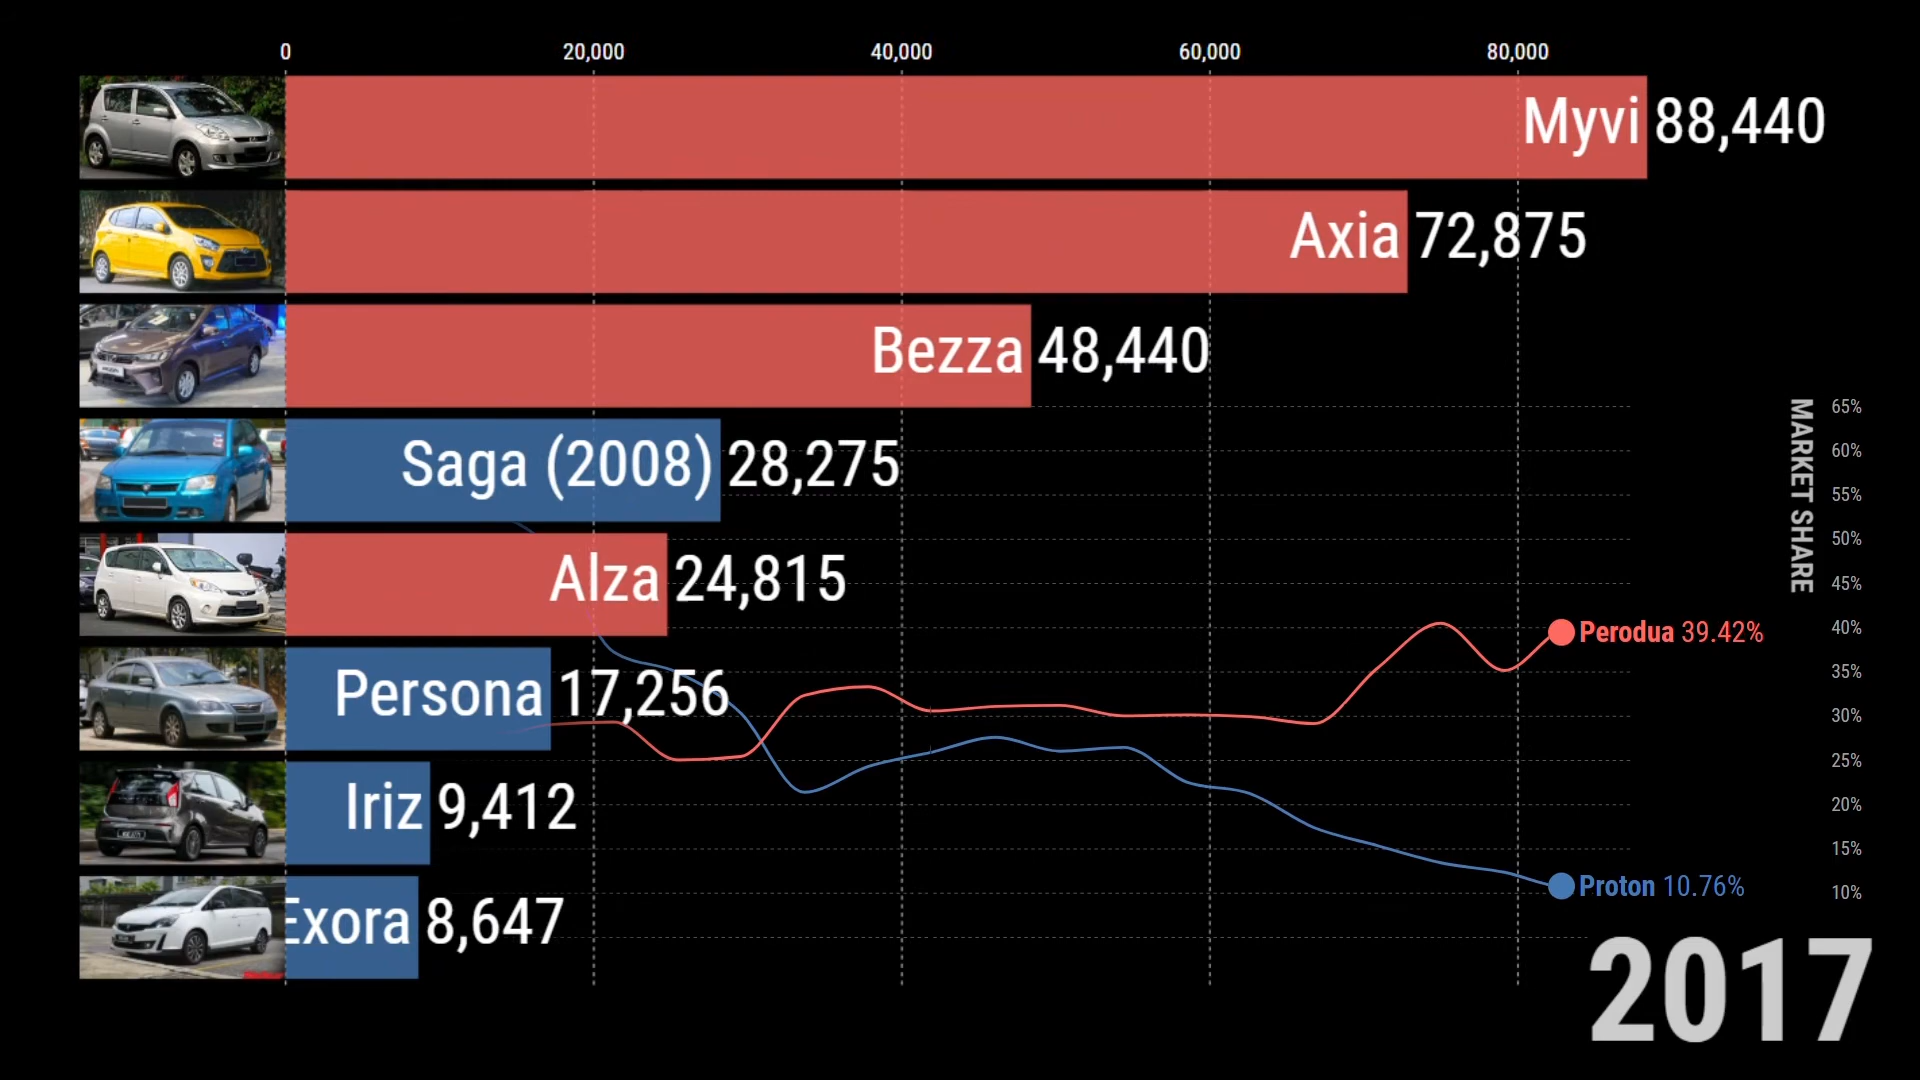 0 20,000 40,000 60,000 80,000
Myvi 88,440
Axia 72,875
Bezza 48,440
Saga (2008) 28,275
Alza 24,815
Persona 17,256
Iriz 9,412
Exora 8,647
MARKET SHARE
65%
60%
55%
50%
45%
40%
35%
30%
25%
20%
15%
10%
Perodua 39.42%
Proton 10.76%
2017